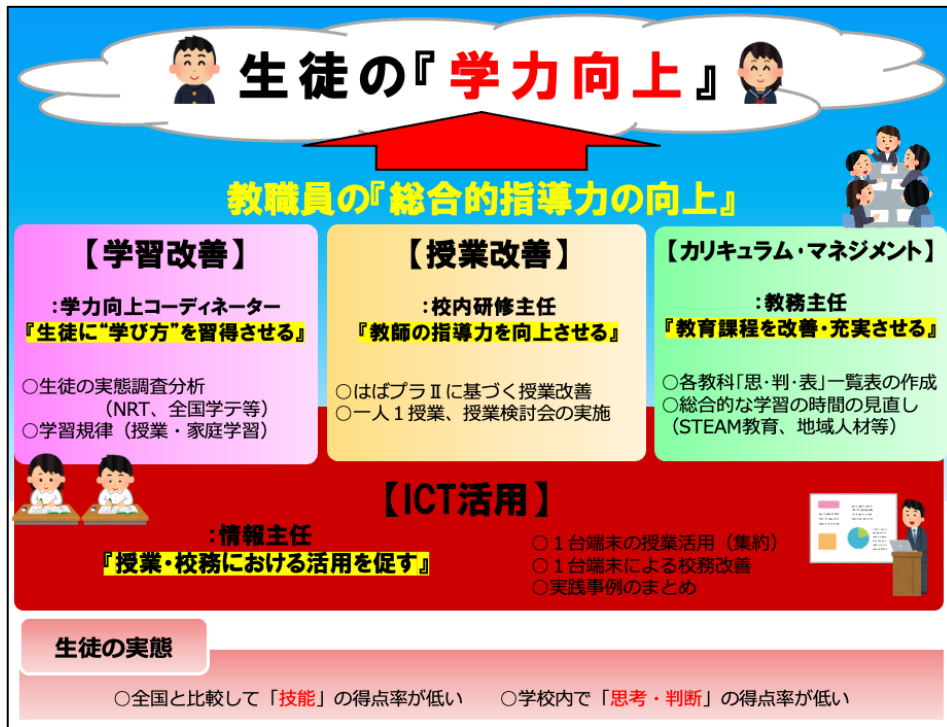 生徒の『学力向上』
教職員の『総合的指導力の向上』
【学習改善】
:学力向上コーディネーター
『生徒に“学び方”を習得させる』
○生徒の実態調査分析
（NRT、全国学テ等）
○学習規律（授業・家庭学習）
【授業改善】
:校内研修主任
『教師の指導力を向上させる』
○はばプラⅡに基づく授業改善
○一人１授業、授業検討会の実施
【カリキュラム・マネジメント】
:教務主任
『教育課程を改善・充実させる』
○各教科「思・判・表」一覧表の作成
○総合的な学習の時間の見直し
（STEAM教育、地域人材等）
【ICT活用】
:情報主任
『授業・校務における活用を促す』
○１台端末の授業活用（集約）
○１台端末による校務改善
○実践事例のまとめ
生徒の実態
○全国と比較して「技能」の得点率が低い　○学校内で「思考・判断」の得点率が低い